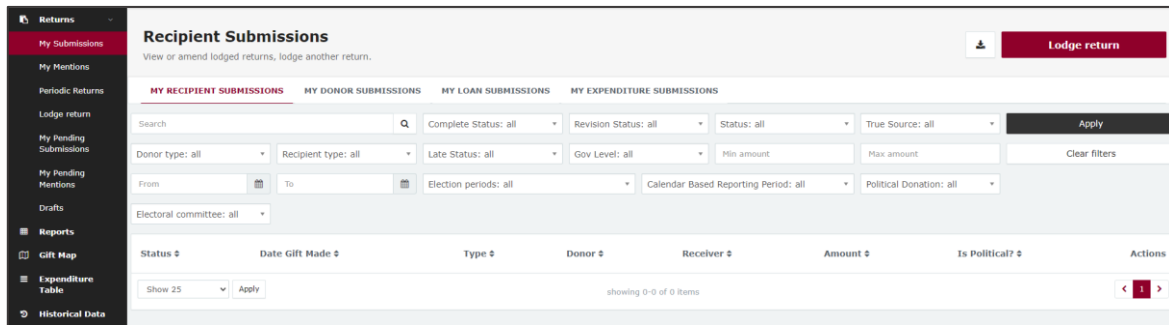 Returns
My Submissions
My Mentions
Periodic Returns
Lodge return
My Pending
Submissions
My Pending
Mentions
Drafts
Reports
Gift Map
Expenditure
Table
Historical Data
Recipient Submissions
View or amend lodged returns, lodge another return.
Lodge return
MY RECIPIENT SUBMISSIONS MY DONOR SUBMISSIONS MY LOAN SUBMISSIONS MY EXPENDITURE SUBMISSIONS
Search Complete Status: all Revision Status: all Status: all True Source: all Apply
Donor type: all Recipient type: all Late Status: all Gov Level: all Min amount Max amount Clear filters
From To Election periods: all Calendar Based Reporting Period: all Political Donation: all
Electoral committee: all
Status Date Gift Made Type Donor Receiver Amount Is Political? Actions
Show 25 Apply showing 0-0 of 0 items < 1 >